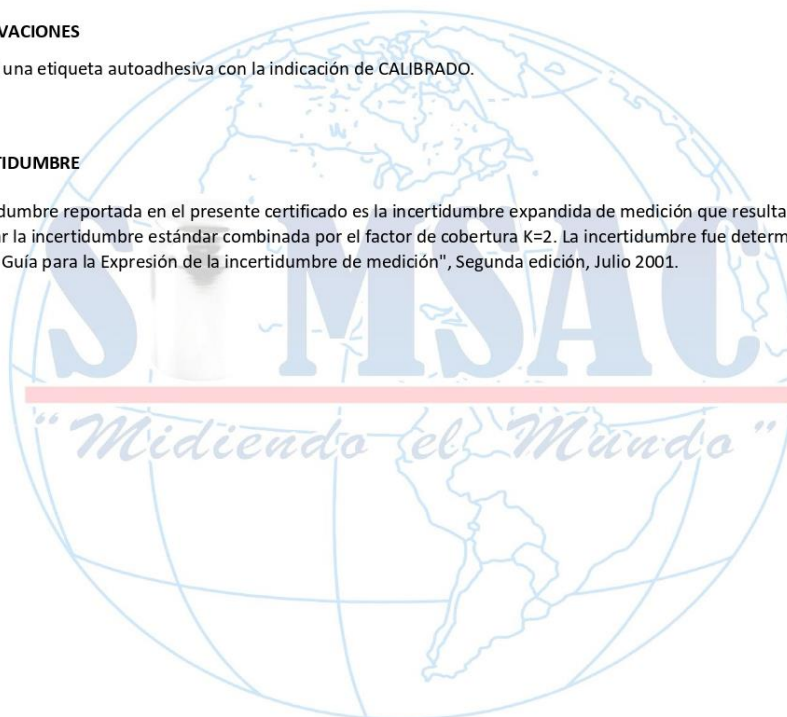 VACIONES
una etiqueta autoadhesiva con la indicación de CALIBRADO.
TIDUMBRE
dumbre reportada en el presente certificado es la incertidumbre expandida de medición que resulta
ar la incertidumbre estándar combinada por el factor de cobertura K=2. La incertidumbre fue determ
Guía para la Expresión de la incertidumbre de medición", Segunda edición, Julio 2001.
S MSAC
"Midiendo el Mundo"